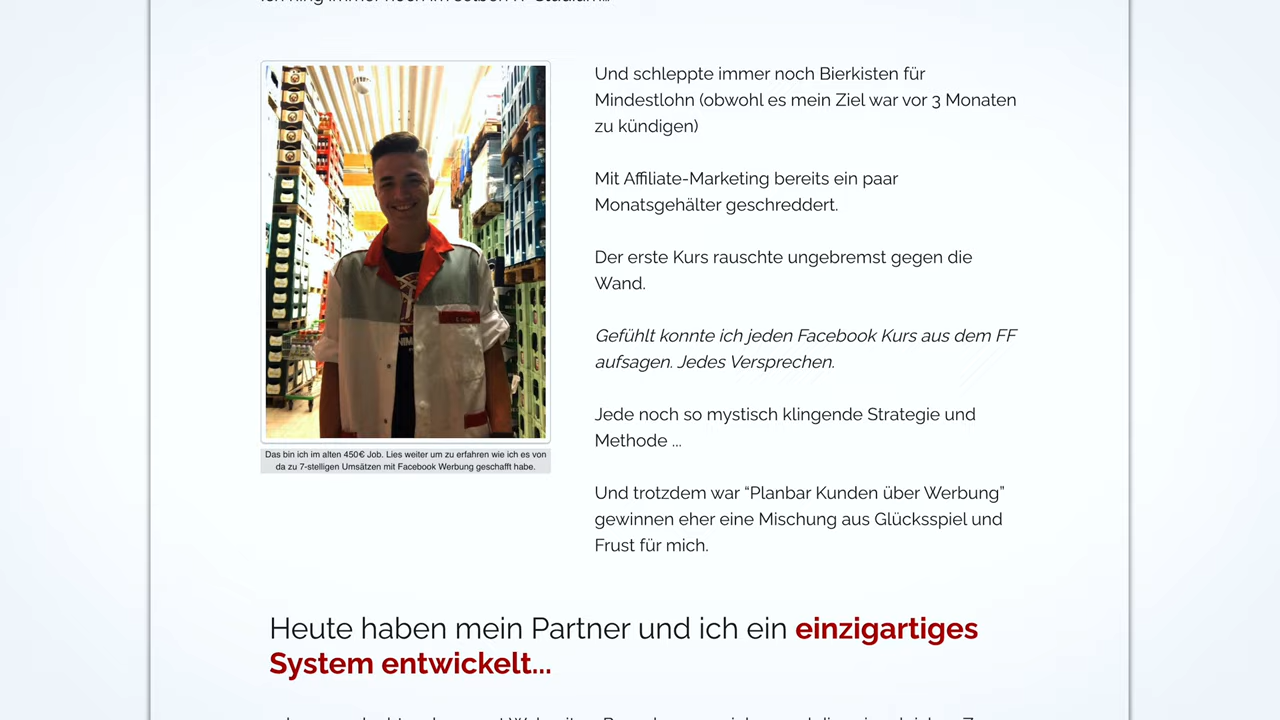 Und schleppte immer noch Bierkisten für
Mindestlohn (obwohl es mein Ziel war vor 3 Monaten
zu kündigen)
Mit Affiliate-Marketing bereits ein paar
Monatsgehälter geschreddert.
Der erste Kurs rauschte ungebremst gegen die
Wand.
Gefühlt konnte ich jeden Facebook Kurs aus dem FF
aufsagen. Jedes Versprechen.
Jede noch so mystisch klingende Strategie und
Methode ...
Und trotzdem war “Planbar Kunden über Werbung”
gewinnen eher eine Mischung aus Glücksspiel und
Frust für mich.
Das bin ich im alten 450€ Job. Lies weiter um zu erfahren wie ich es von
da zu 7-stelligen Umsätzen mit Facebook Werbung geschafft habe.
Heute haben mein Partner und ich ein einzigartiges
System entwickelt...